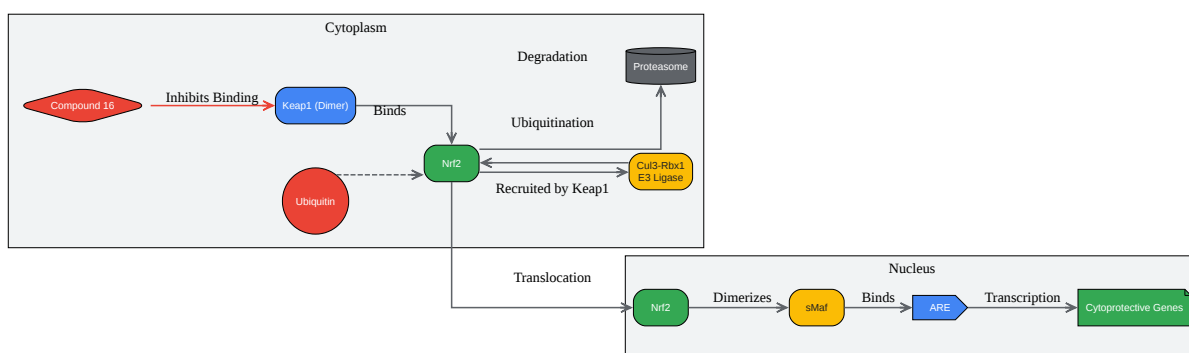 Cytoplasm
Degradation
Proteasome
Compound 16
Inhibits Binding
Keap1 (Dimer)
Binds
Ubiquitination
Nrf2
Cul3-Rbx1
E3 Ligase
Recruited by Keap1
Ubiquitin
Translocation
Nucleus
Nrf2
Dimerizes
sMaf
Binds
ARE
Transcription
Cytoprotective Genes